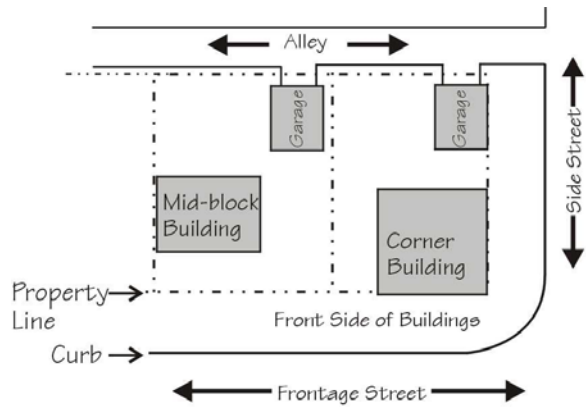 Alley
Garage
Garage
Side Street
Mid-block
Building
Corner
Building
Property
Line
Front Side of Buildings
Curb
Frontage Street